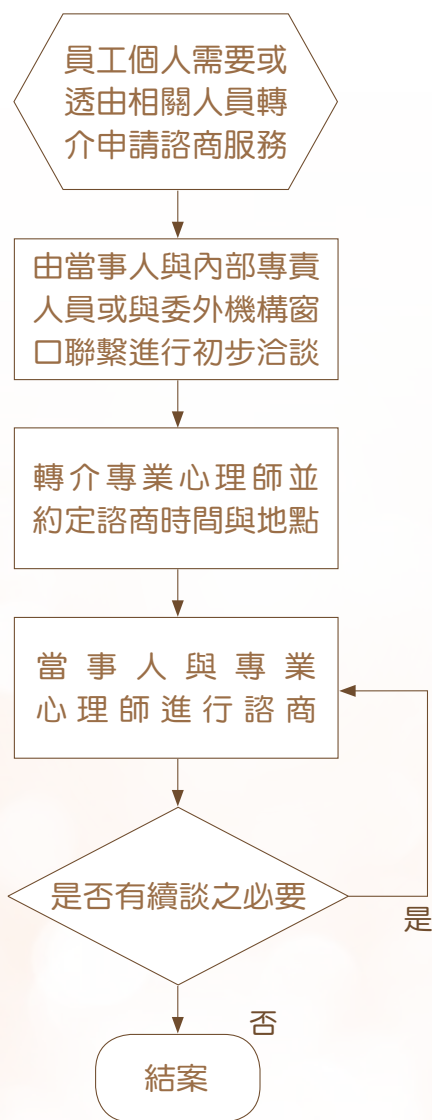 員工個人需要或
透由相關人員轉
介申請諮商服務
由當事人與內部專責
人員或與委外機構窗
口聯繫進行初步洽談
轉介專業心理師並
約定諮商時間與地點
當事人與專業
心理師進行諮商
是否有續談之必要
是
否
結案